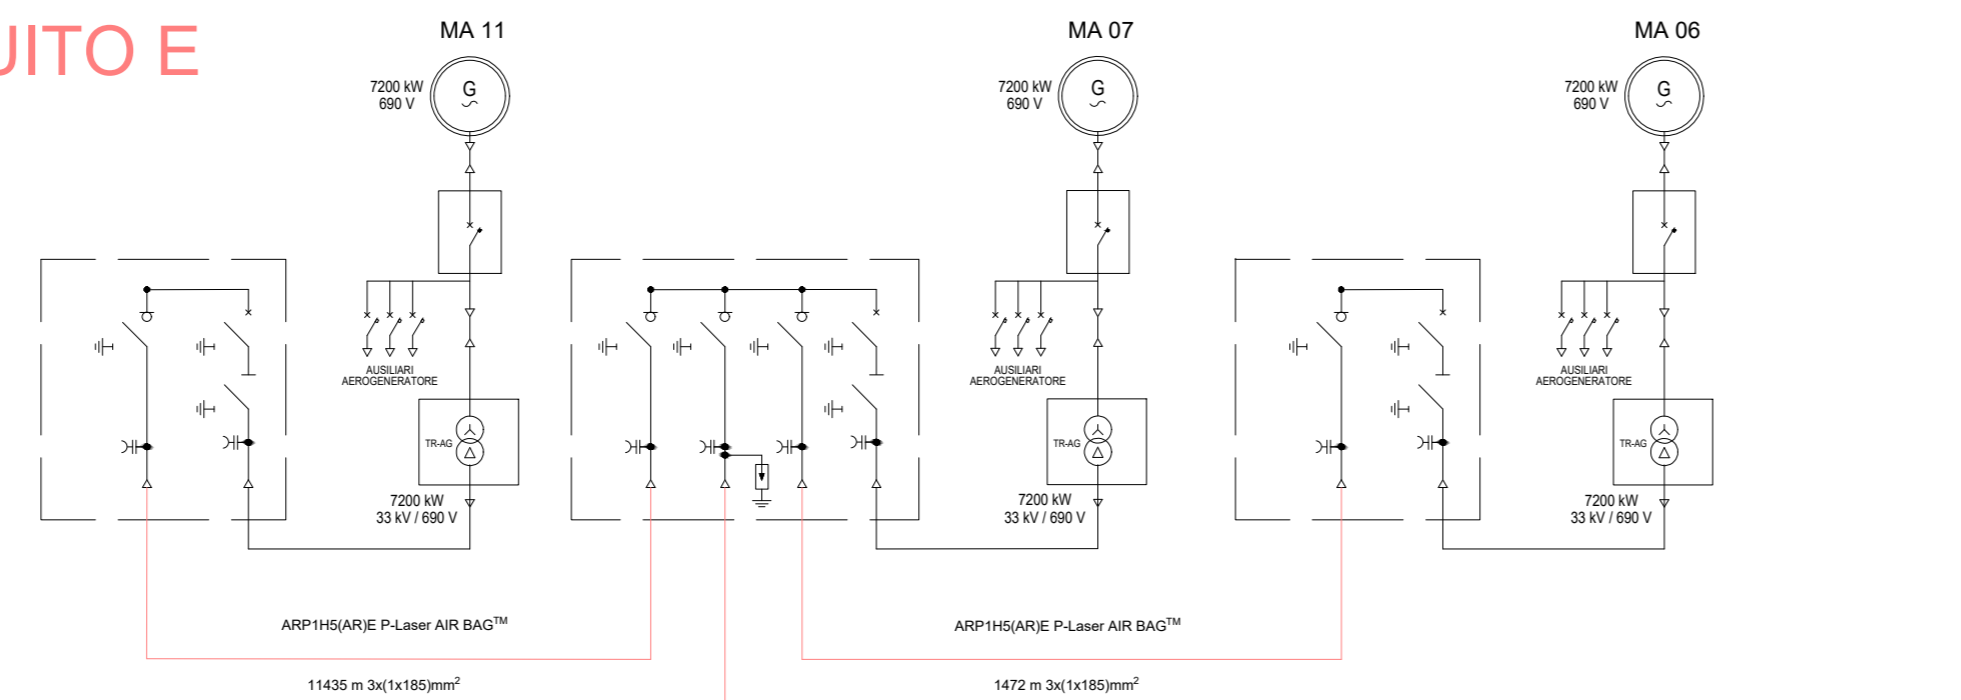 UITO E
MA 11
7200 kW
690 V
G
AUSILIARI
AEROGENERATORE
TR-AG
7200 kW
33 kV / 690 V
MA 07
7200 kW
690 V
G
AUSILIARI
AEROGENERATORE
TR-AG
7200 kW
33 kV / 690 V
MA 06
7200 kW
690 V
G
AUSILIARI
AEROGENERATORE
TR-AG
7200 kW
33 kV / 690 V
ARP1H5(AR)E P-Laser AIR BAG™
11435 m 3x(1x185)mm²
ARP1H5(AR)E P-Laser AIR BAG™
1472 m 3x(1x185)mm²